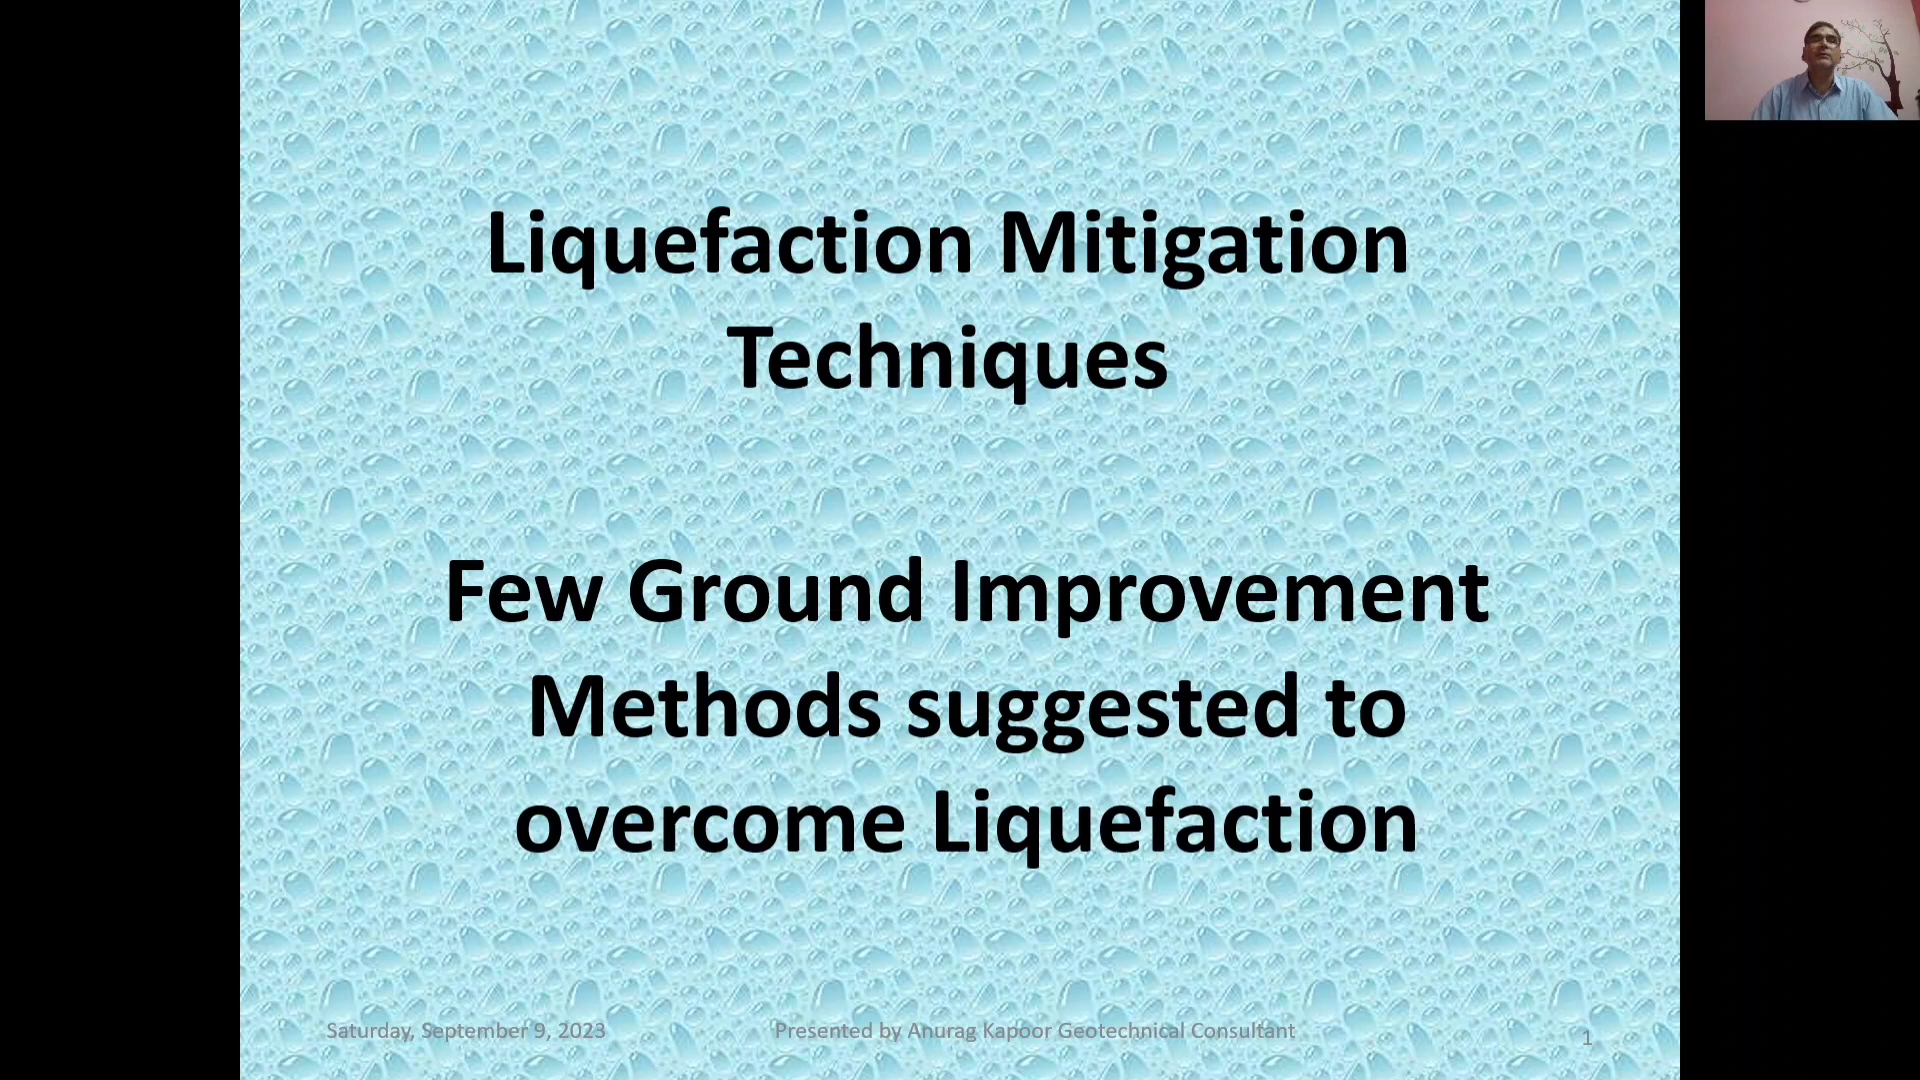 Liquefaction Mitigation
Techniques
Few Ground Improvement
Methods suggested to
overcome Liquefaction
Saturday, September 9, 2023
Presented by Anurag Kapoor Geotechnical Consultant
1